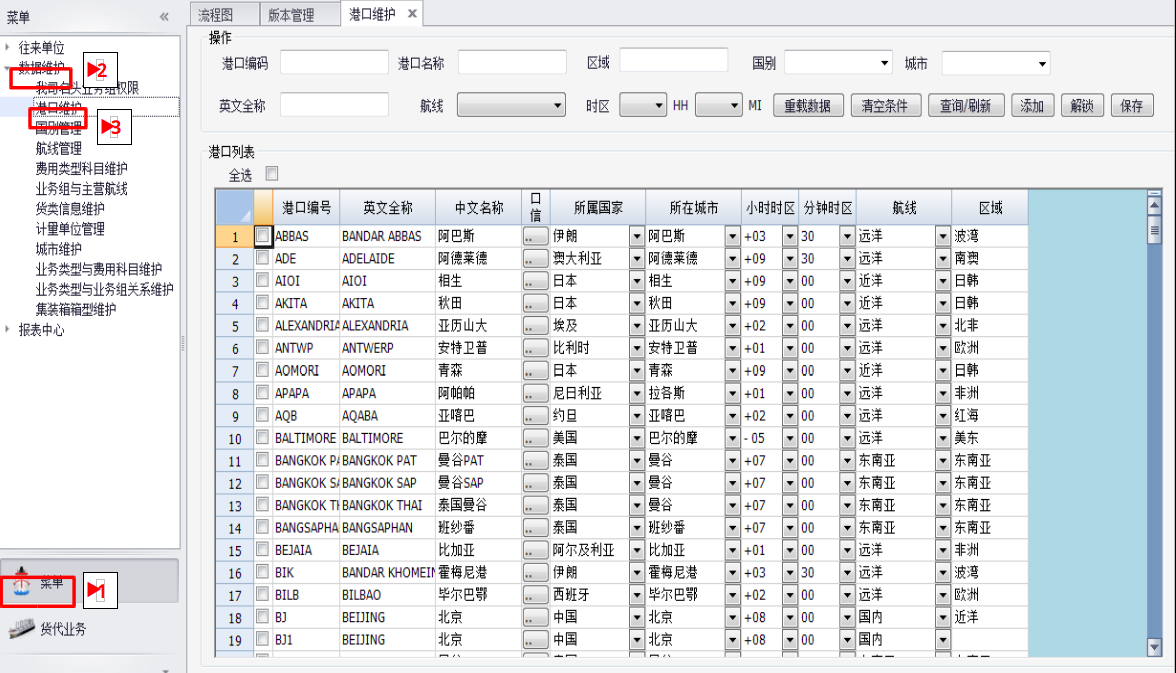 菜单 «
往来单位
数据维护
我司名头业务组权限
港口维护
国别管理
航线管理
费用类型科目维护
业务组与主营航线
货类信息维护
计量单位管理
城市维护
业务类型与费用科目维护
业务类型与业务组关系维护
集装箱箱型维护
报表中心
2
3
菜单
1
货代业务
流程图 版本管理 港口维护 ×
操作
港口编码 港口名称 区域 国别 城市
英文全称 航线 时区 HH MI 重载数据 清空条件 查询/刷新 添加 解锁 保存
港口列表
全选
港口编号 英文全称 中文名称 口信 所属国家 所在城市 小时时区 分钟时区 航线 区域
1 ABBAS BANDAR ABBAS 阿巴斯 .. 伊朗 阿巴斯 +03 30 远洋 波湾
2 ADE ADELAIDE 阿德莱德 .. 澳大利亚 阿德莱德 +09 30 远洋 南澳
3 AIOI AIOI 相生 .. 日本 相生 +09 00 近洋 日韩
4 AKITA AKITA 秋田 .. 日本 秋田 +09 00 近洋 日韩
5 ALEXANDRIA ALEXANDRIA 亚历山大 .. 埃及 亚历山大 +02 00 远洋 北非
6 ANTWP ANTWERP 安特卫普 .. 比利时 安特卫普 +01 00 远洋 欧洲
7 AOMORI AOMORI 青森 .. 日本 青森 +09 00 近洋 日韩
8 APAPA APAPA 阿帕帕 .. 尼日利亚 拉各斯 +01 00 远洋 非洲
9 AQB AQABA 亚喀巴 .. 约旦 亚喀巴 +02 00 远洋 红海
10 BALTIMORE BALTIMORE 巴尔的摩 .. 美国 巴尔的摩 - 05 00 远洋 美东
11 BANGKOK PA BANGKOK PAT 曼谷PAT .. 泰国 曼谷 +07 00 东南亚 东南亚
12 BANGKOK SA BANGKOK SAP 曼谷SAP .. 泰国 曼谷 +07 00 东南亚 东南亚
13 BANGKOK TH BANGKOK THAI 泰国曼谷 .. 泰国 曼谷 +07 00 东南亚 东南亚
14 BANGSAPHA BANGSAPHAN 班纱番 .. 泰国 班纱番 +07 00 东南亚 东南亚
15 BEJAIA BEJAIA 比加亚 .. 阿尔及利亚 比加亚 +01 00 远洋 非洲
16 BIK BANDAR KHOMEIN 霍梅尼港 .. 伊朗 霍梅尼港 +03 30 远洋 波湾
17 BILB BILBAO 毕尔巴鄂 .. 西班牙 毕尔巴鄂 +02 00 远洋 欧洲
18 BJ BEIJING 北京 .. 中国 北京 +08 00 国内 近洋
19 BJ1 BEIJING 北京 .. 中国 北京 +08 00 国内